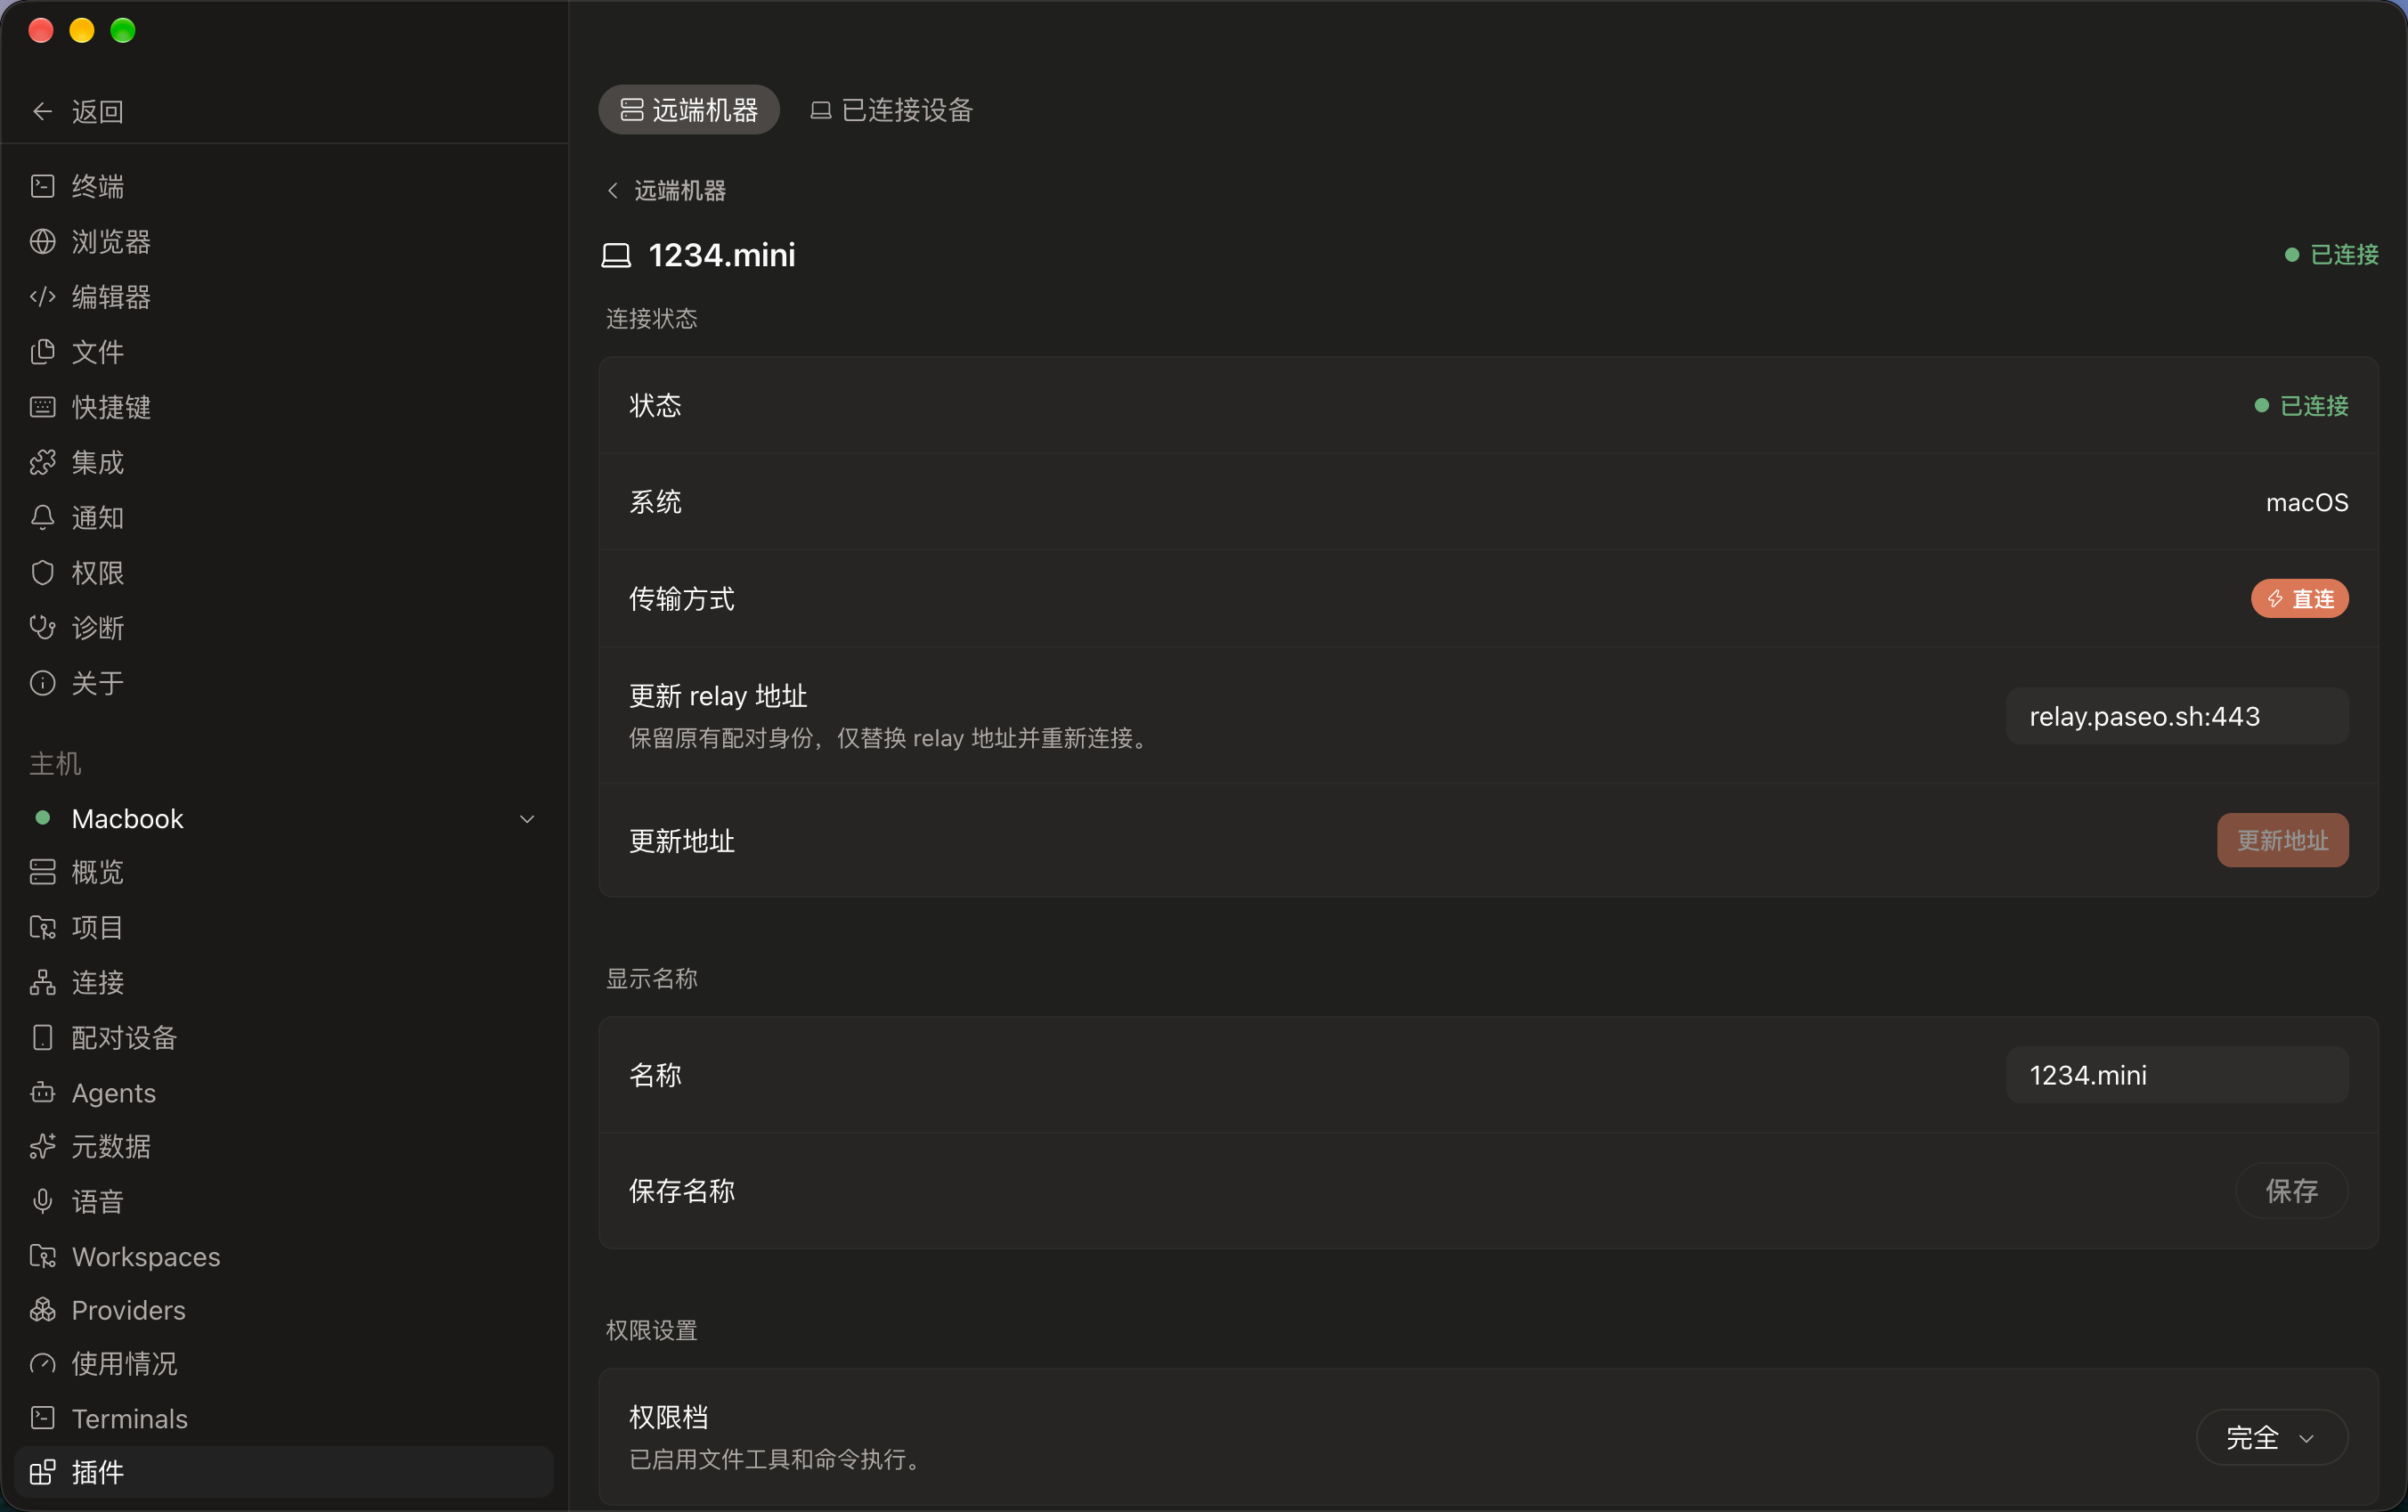 返回
终端
浏览器
编辑器
文件
快捷键
集成
通知
权限
诊断
关于
主机
Macbook
概览
项目
连接
配对设备
Agents
元数据
语音
Workspaces
Providers
使用情况
Terminals
插件
远端机器 已连接设备
远端机器
1234.mini 已连接
连接状态
状态 已连接
系统 macOS
传输方式 直连
更新 relay 地址 relay.paseo.sh:443
保留原有配对身份，仅替换 relay 地址并重新连接。
更新地址 更新地址
显示名称
名称 1234.mini
保存名称 保存
权限设置
权限档 完全
已启用文件工具和命令执行。